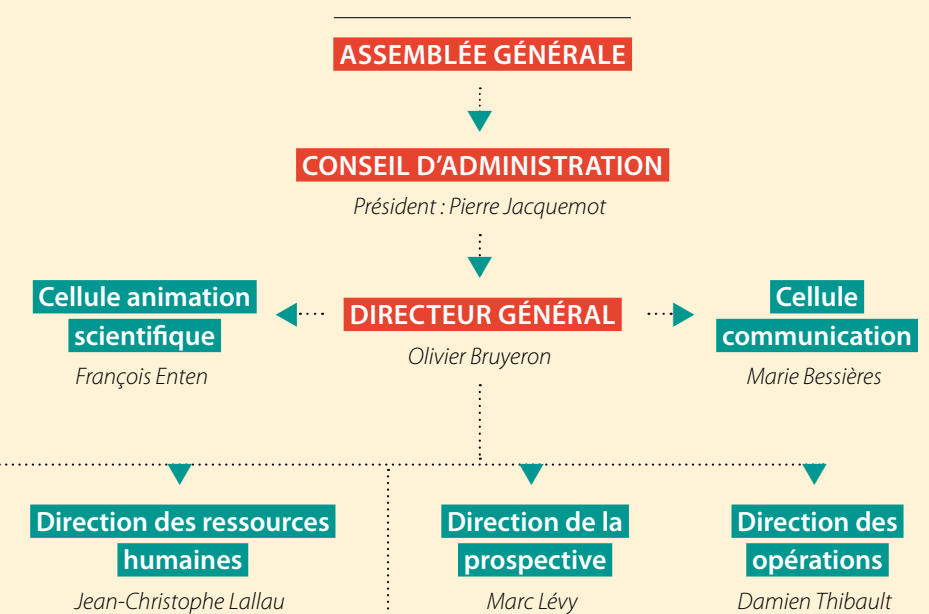 ASSEMBLÉE GÉNÉRALE
CONSEIL D'ADMINISTRATION
Président : Pierre Jacquemot
Cellule animation
scientifique
François Enten
DIRECTEUR GÉNÉRAL
Olivier Bruyeron
Cellule
communication
Marie Bessières
Direction des ressources
humaines
Jean-Christophe Lallau
Direction de la
prospective
Marc Lévy
Direction des
opérations
Damien Thibault